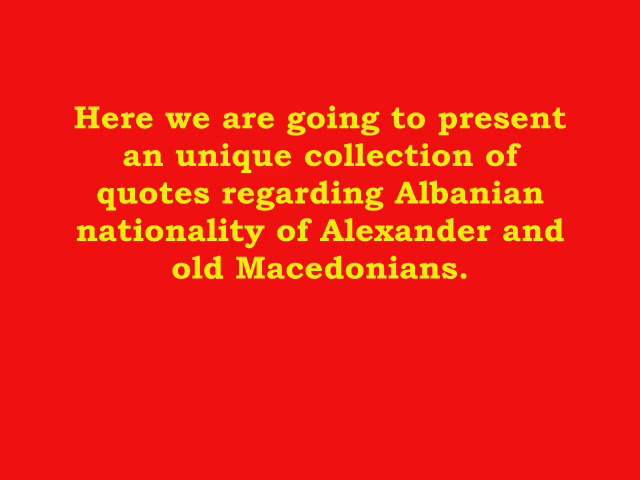 Here we are going to present
an unique collection of
quotes regarding Albanian
nationality of Alexander and
old Macedonians.